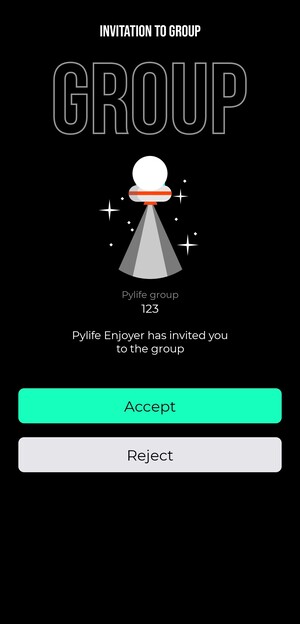 INVITATION TO GROUP
GROUP
Pylife group
123
Pylife Enjoyer has invited you
to the group
Accept
Reject